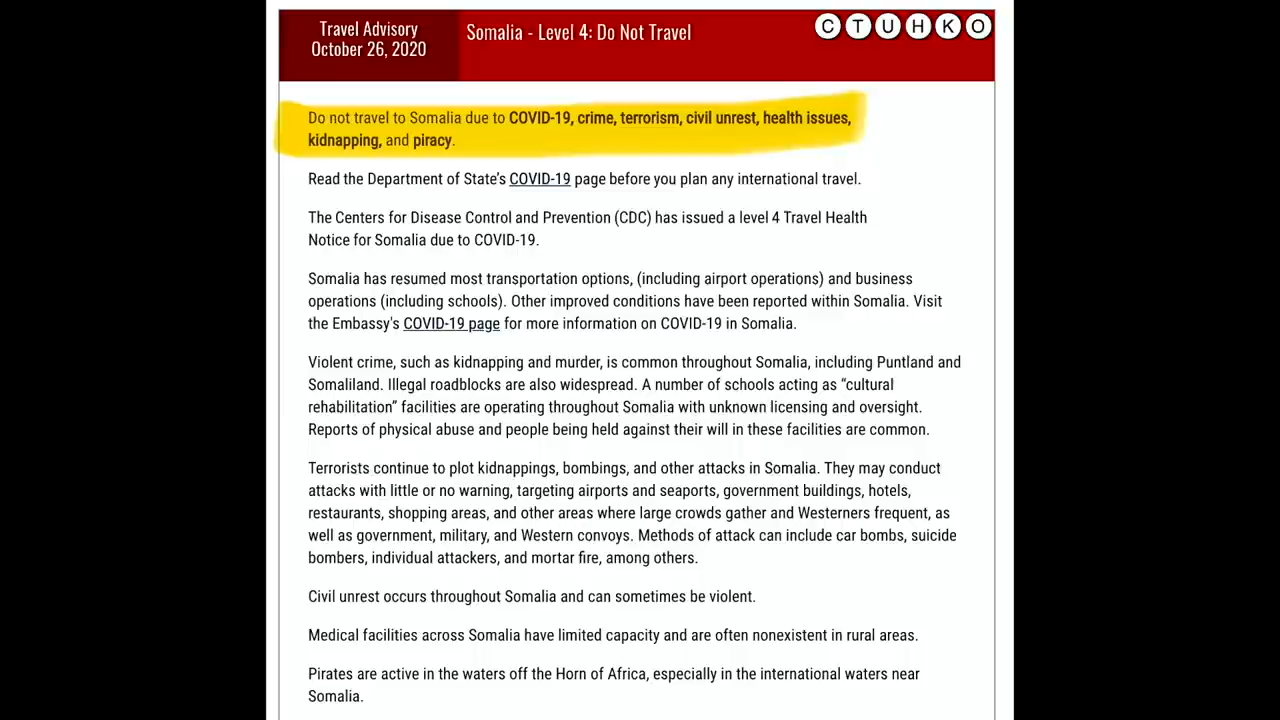 Travel Advisory
October 26, 2020
Somalia - Level 4: Do Not Travel
C T U H K O
Do not travel to Somalia due to COVID-19, crime, terrorism, civil unrest, health issues,
kidnapping, and piracy.
Read the Department of State’s COVID-19 page before you plan any international travel.
The Centers for Disease Control and Prevention (CDC) has issued a level 4 Travel Health
Notice for Somalia due to COVID-19.
Somalia has resumed most transportation options, (including airport operations) and business
operations (including schools). Other improved conditions have been reported within Somalia. Visit
the Embassy's COVID-19 page for more information on COVID-19 in Somalia.
Violent crime, such as kidnapping and murder, is common throughout Somalia, including Puntland and
Somaliland. Illegal roadblocks are also widespread. A number of schools acting as “cultural
rehabilitation” facilities are operating throughout Somalia with unknown licensing and oversight.
Reports of physical abuse and people being held against their will in these facilities are common.
Terrorists continue to plot kidnappings, bombings, and other attacks in Somalia. They may conduct
attacks with little or no warning, targeting airports and seaports, government buildings, hotels,
restaurants, shopping areas, and other areas where large crowds gather and Westerners frequent, as
well as government, military, and Western convoys. Methods of attack can include car bombs, suicide
bombers, individual attackers, and mortar fire, among others.
Civil unrest occurs throughout Somalia and can sometimes be violent.
Medical facilities across Somalia have limited capacity and are often nonexistent in rural areas.
Pirates are active in the waters off the Horn of Africa, especially in the international waters near
Somalia.